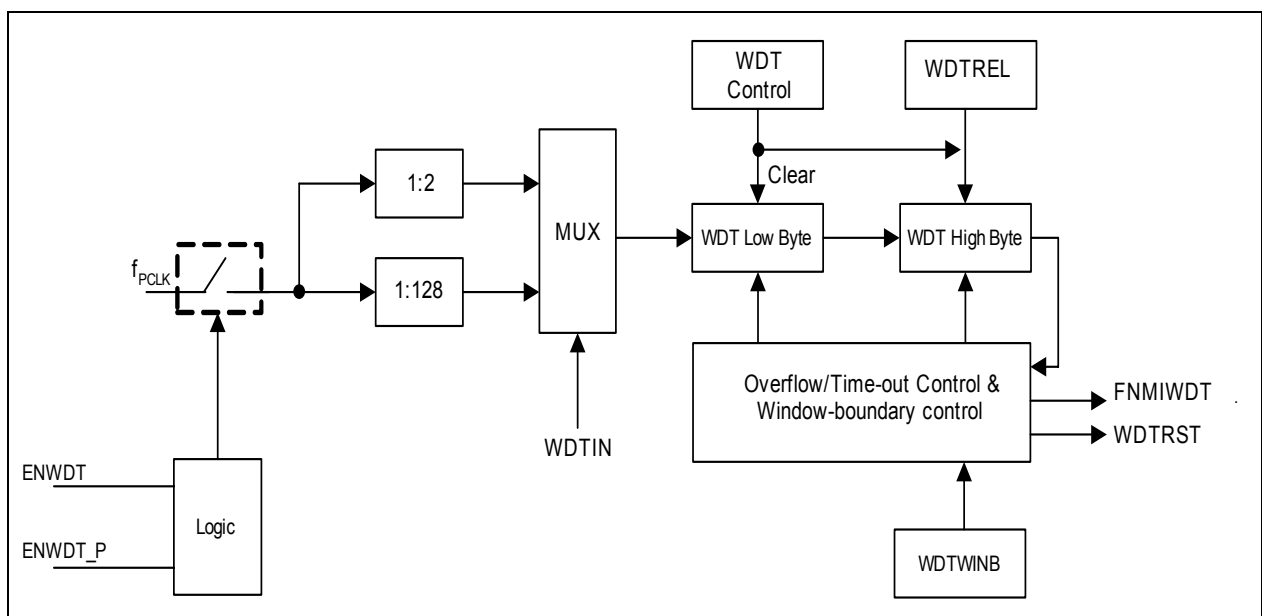 WDT
Control
WDTREL
1:2
Clear
MUX
WDT Low Byte
WDT High Byte
fPCLK
1:128
Overflow/Time-out Control &
Window-boundary control
FNMIWDT
.
WDTRST
WDTIN
ENWDT
Logic
ENWDT_P
WDTWINB